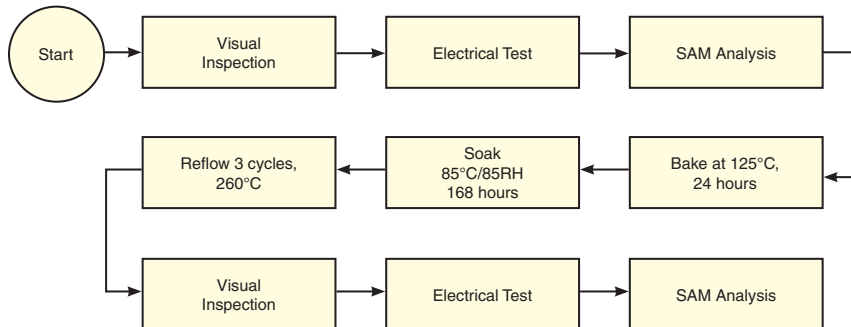 Start
Visual
Inspection
Electrical Test
SAM Analysis
Bake at 125°C,
24 hours
Soak
85°C/85RH
168 hours
Reflow 3 cycles,
260°C
Visual
Inspection
Electrical Test
SAM Analysis